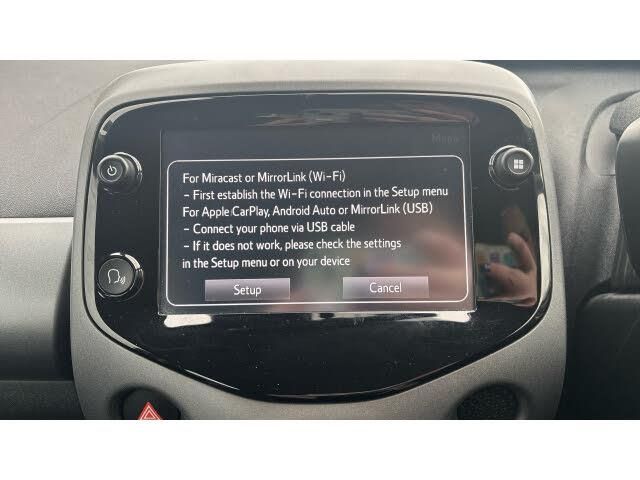 Menu
For Miracast or MirrorLink (Wi-Fi)
- First establish the Wi-Fi connection in the Setup menu
For Apple CarPlay, Android Auto or MirrorLink (USB)
- Connect your phone via USB cable
- If it does not work, please check the settings
in the Setup menu or on your device
Setup
Cancel